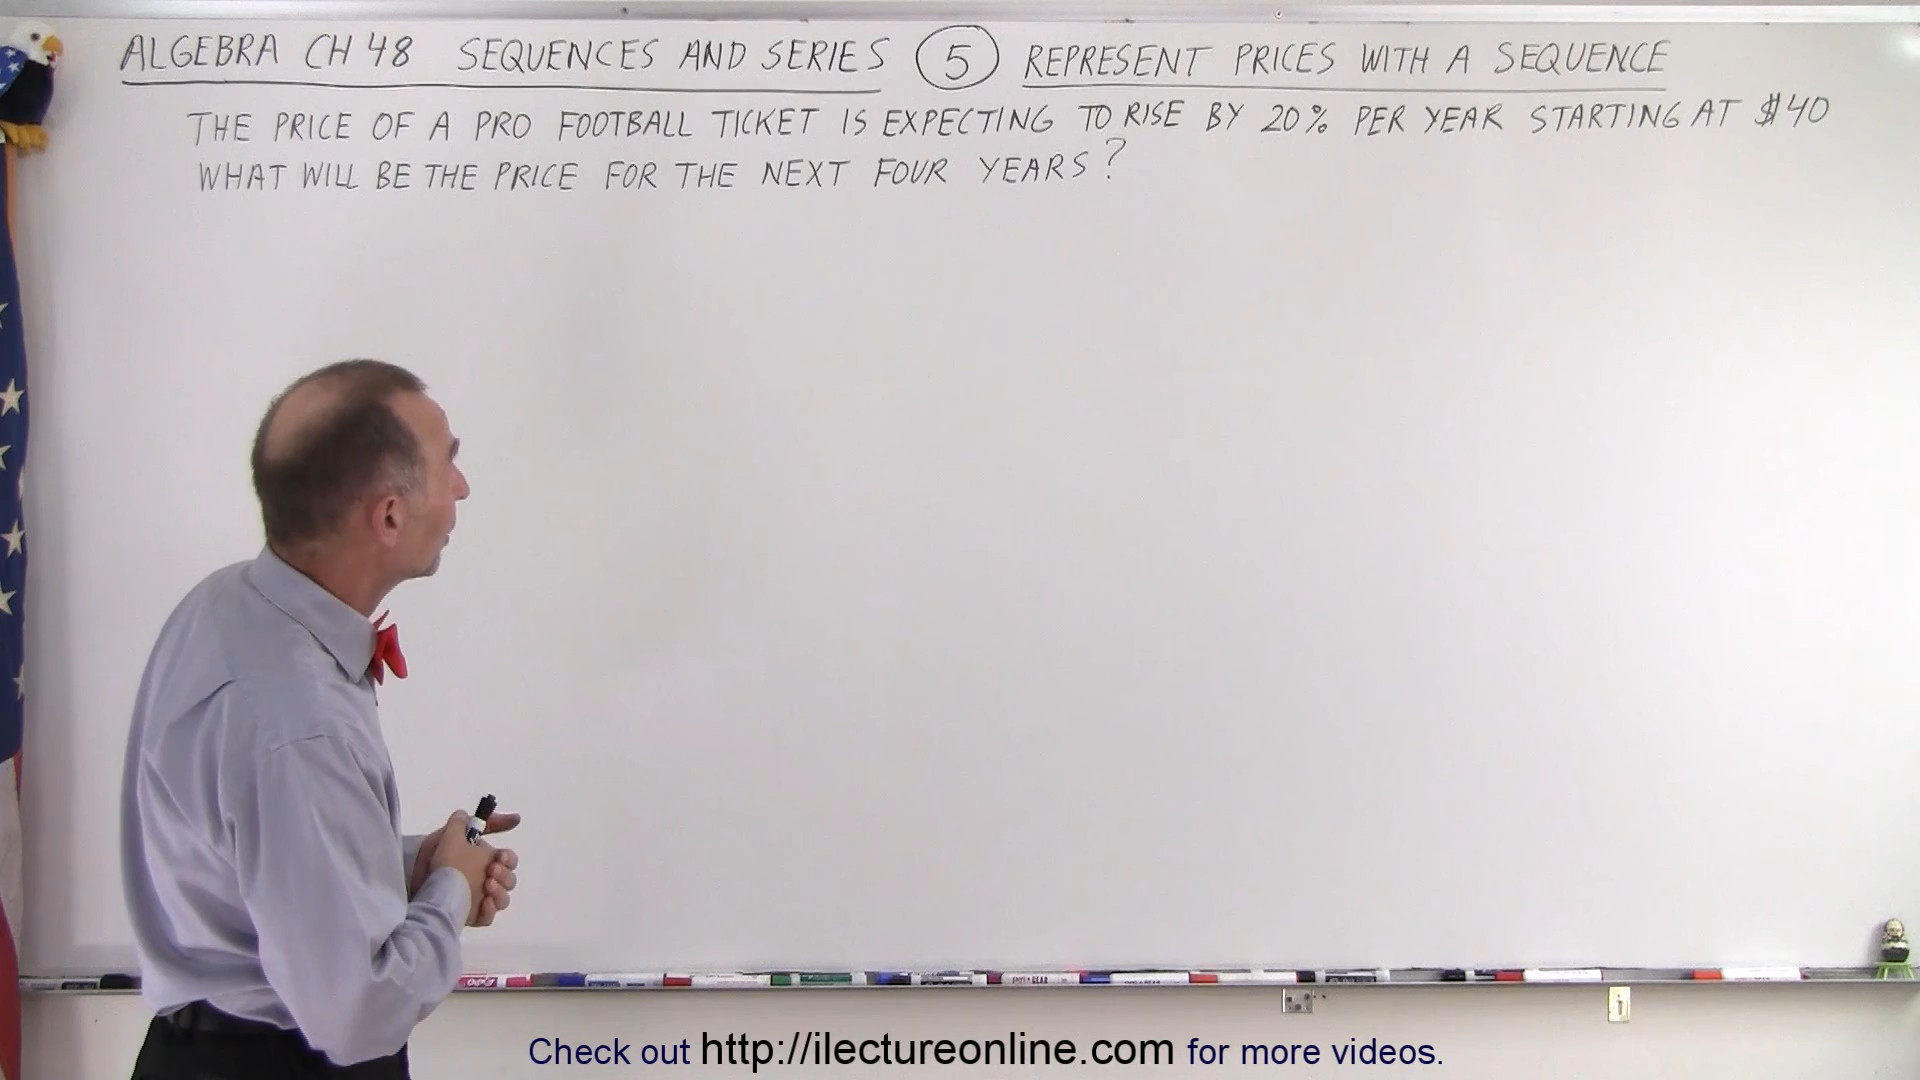 ALGEBRA CH 48 SEQUENCES AND SERIES 5 REPRESENT PRICES WITH A SEQUENCE
THE PRICE OF A PRO FOOTBALL TICKET IS EXPECTING TO RISE BY 20% PER YEAR STARTING AT $40
WHAT WILL BE THE PRICE FOR THE NEXT FOUR YEARS?
Check out http://ilectureonline.com for more videos.